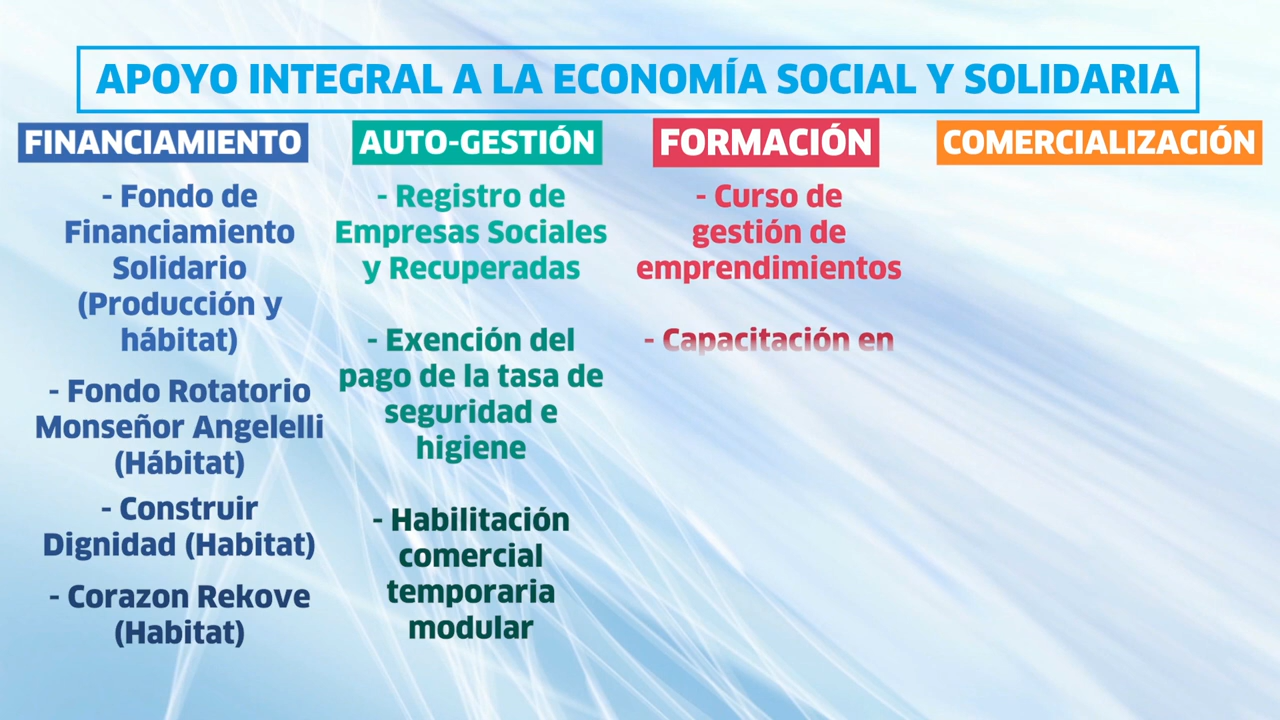 APOYO INTEGRAL A LA ECONOMÍA SOCIAL Y SOLIDARIA
FINANCIAMIENTO
- Fondo de
Financiamiento
Solidario
(Producción y
hábitat)
- Fondo Rotatorio
Monseñor Angelelli
(Hábitat)
- Construir
Dignidad (Habitat)
- Corazon Rekove
(Habitat)
AUTO-GESTIÓN
- Registro de
Empresas Sociales
y Recuperadas
- Exención del
pago de la tasa de
seguridad e
higiene
- Habilitación
comercial
temporaria
modular
FORMACIÓN
- Curso de
gestión de
emprendimientos
- Capacitación en
COMERCIALIZACIÓN